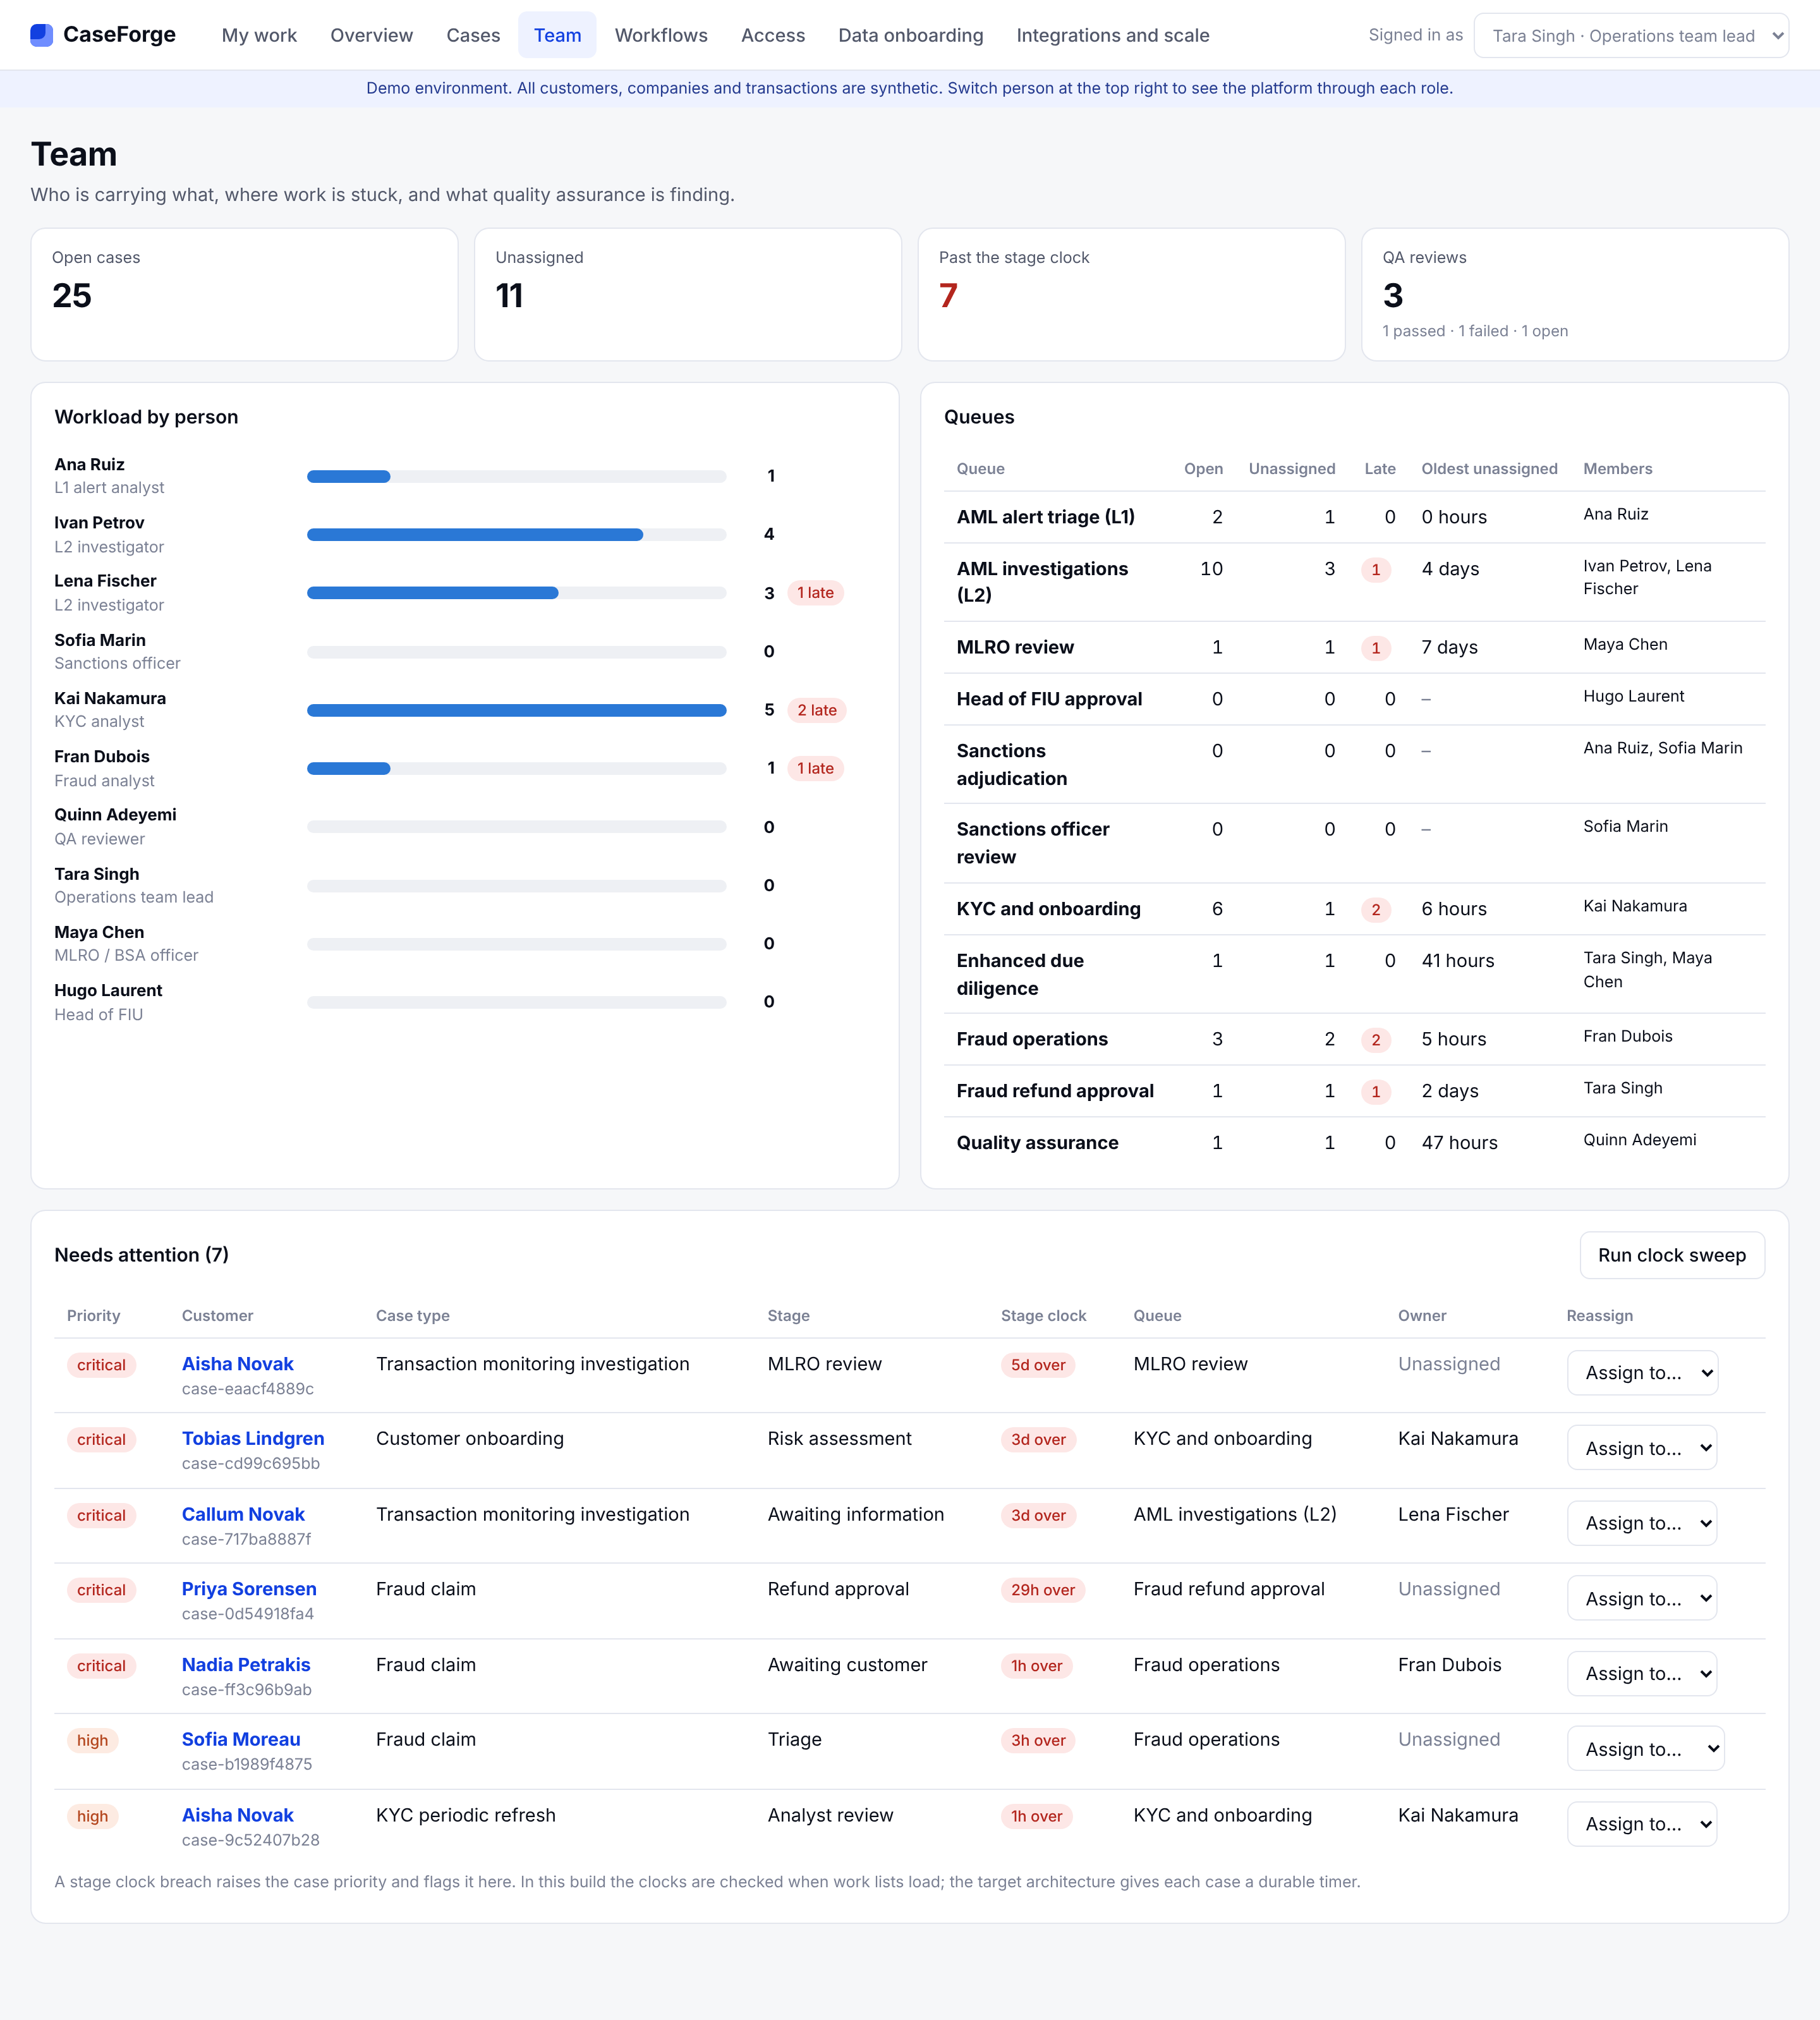 CaseForge
My work
Overview
Cases
Team
Workflows
Access
Data onboarding
Integrations and scale
Signed in as
Tara Singh · Operations team lead
Demo environment. All customers, companies and transactions are synthetic. Switch person at the top right to see the platform through each role.
Team
Who is carrying what, where work is stuck, and what quality assurance is finding.
Open cases
25
Unassigned
11
Past the stage clock
7
QA reviews
3
1 passed · 1 failed · 1 open
Workload by person
Ana Ruiz
L1 alert analyst
1
Ivan Petrov
L2 investigator
4
Lena Fischer
L2 investigator
3 1 late
Sofia Marin
Sanctions officer
0
Kai Nakamura
KYC analyst
5 2 late
Fran Dubois
Fraud analyst
1 1 late
Quinn Adeyemi
QA reviewer
0
Tara Singh
Operations team lead
0
Maya Chen
MLRO / BSA officer
0
Hugo Laurent
Head of FIU
0
Queues
Queue Open Unassigned Late Oldest unassigned Members
AML alert triage (L1) 2 1 0 0 hours Ana Ruiz
AML investigations (L2) 10 3 1 4 days Ivan Petrov, Lena Fischer
MLRO review 1 1 1 7 days Maya Chen
Head of FIU approval 0 0 0 – Hugo Laurent
Sanctions adjudication 0 0 0 – Ana Ruiz, Sofia Marin
Sanctions officer review 0 0 0 – Sofia Marin
KYC and onboarding 6 1 2 6 hours Kai Nakamura
Enhanced due diligence 1 1 0 41 hours Tara Singh, Maya Chen
Fraud operations 3 2 2 5 hours Fran Dubois
Fraud refund approval 1 1 1 2 days Tara Singh
Quality assurance 1 1 0 47 hours Quinn Adeyemi
Needs attention (7)
Run clock sweep
Priority Customer Case type Stage Stage clock Queue Owner Reassign
critical Aisha Novak Transaction monitoring investigation MLRO review 5d over MLRO review Unassigned Assign to...
case-eaacf4889c
critical Tobias Lindgren Customer onboarding Risk assessment 3d over KYC and onboarding Kai Nakamura Assign to...
case-cd99c695bb
critical Callum Novak Transaction monitoring investigation Awaiting information 3d over AML investigations (L2) Lena Fischer Assign to...
case-717ba8887f
critical Priya Sorensen Fraud claim Refund approval 29h over Fraud refund approval Unassigned Assign to...
case-0d54918fa4
critical Nadia Petrakis Fraud claim Awaiting customer 1h over Fraud operations Fran Dubois Assign to...
case-ff3c96b9ab
high Sofia Moreau Fraud claim Triage 3h over Fraud operations Unassigned Assign to...
case-b1989f4875
high Aisha Novak KYC periodic refresh Analyst review 1h over KYC and onboarding Kai Nakamura Assign to...
case-9c52407b28
A stage clock breach raises the case priority and flags it here. In this build the clocks are checked when work lists load; the target architecture gives each case a durable timer.